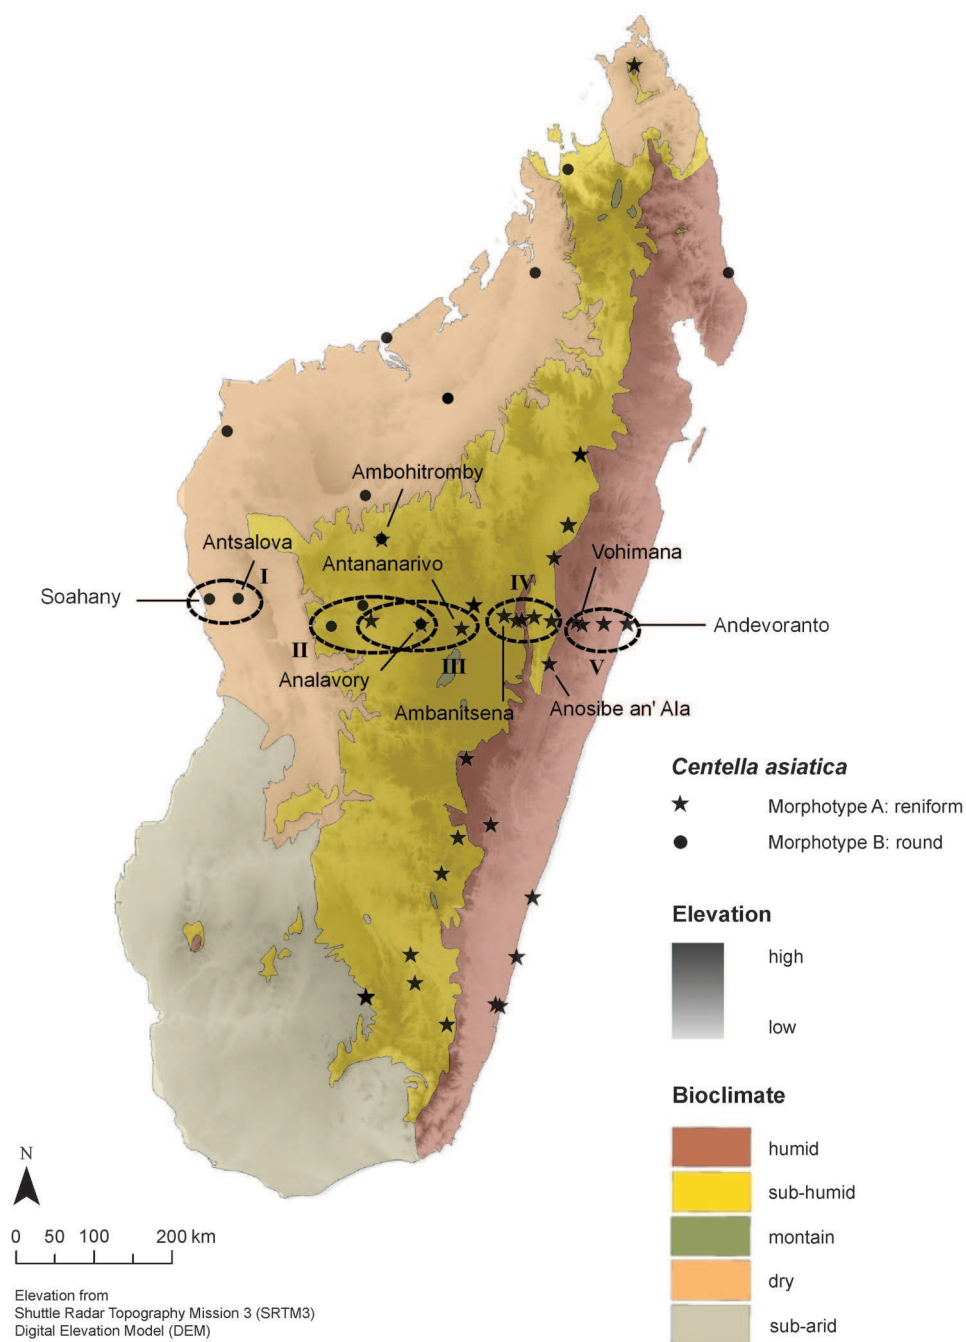 Ambohitromby
Antsalova
Antananarivo
Vohimana
I
IV
Soahany
Andevoranto
II
III
V
Analavory
Ambanitsena
Anosibe an' Ala
Centella asiatica
Morphotype A: reniform
Morphotype B: round
Elevation
high
low
Bioclimate
humid
sub-humid
montain
dry
sub-arid
N
0 50 100 200 km
Elevation from
Shuttle Radar Topography Mission 3 (SRTM3)
Digital Elevation Model (DEM)